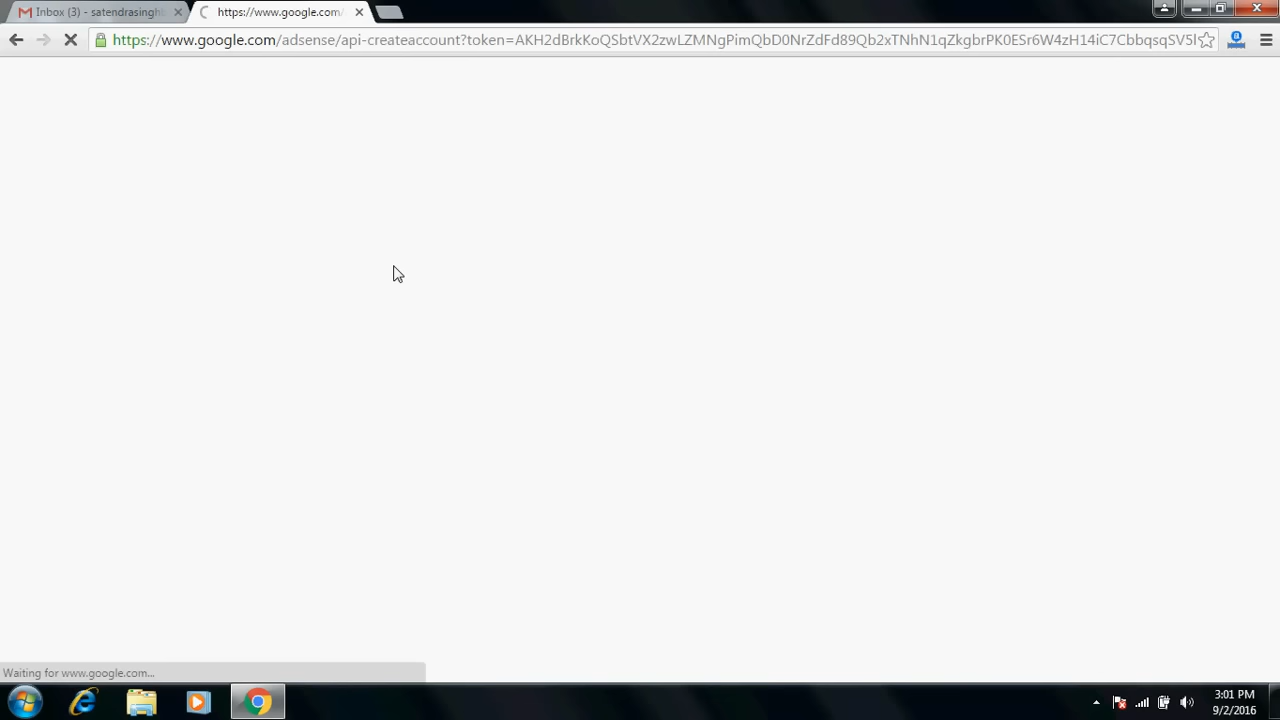 Inbox (3) - satendrasingh
https://www.google.com/
https://www.google.com/adsense/api-createaccount?token=AKH2dBrkKoQSbtVX2zwLZMNgPimQbD0NrZdFd89Qb2xTNhN1qZkgbrPK0ESr6W4zH14iC7CbbqsqSV5l
Waiting for www.google.com...
3:01 PM
9/2/2016